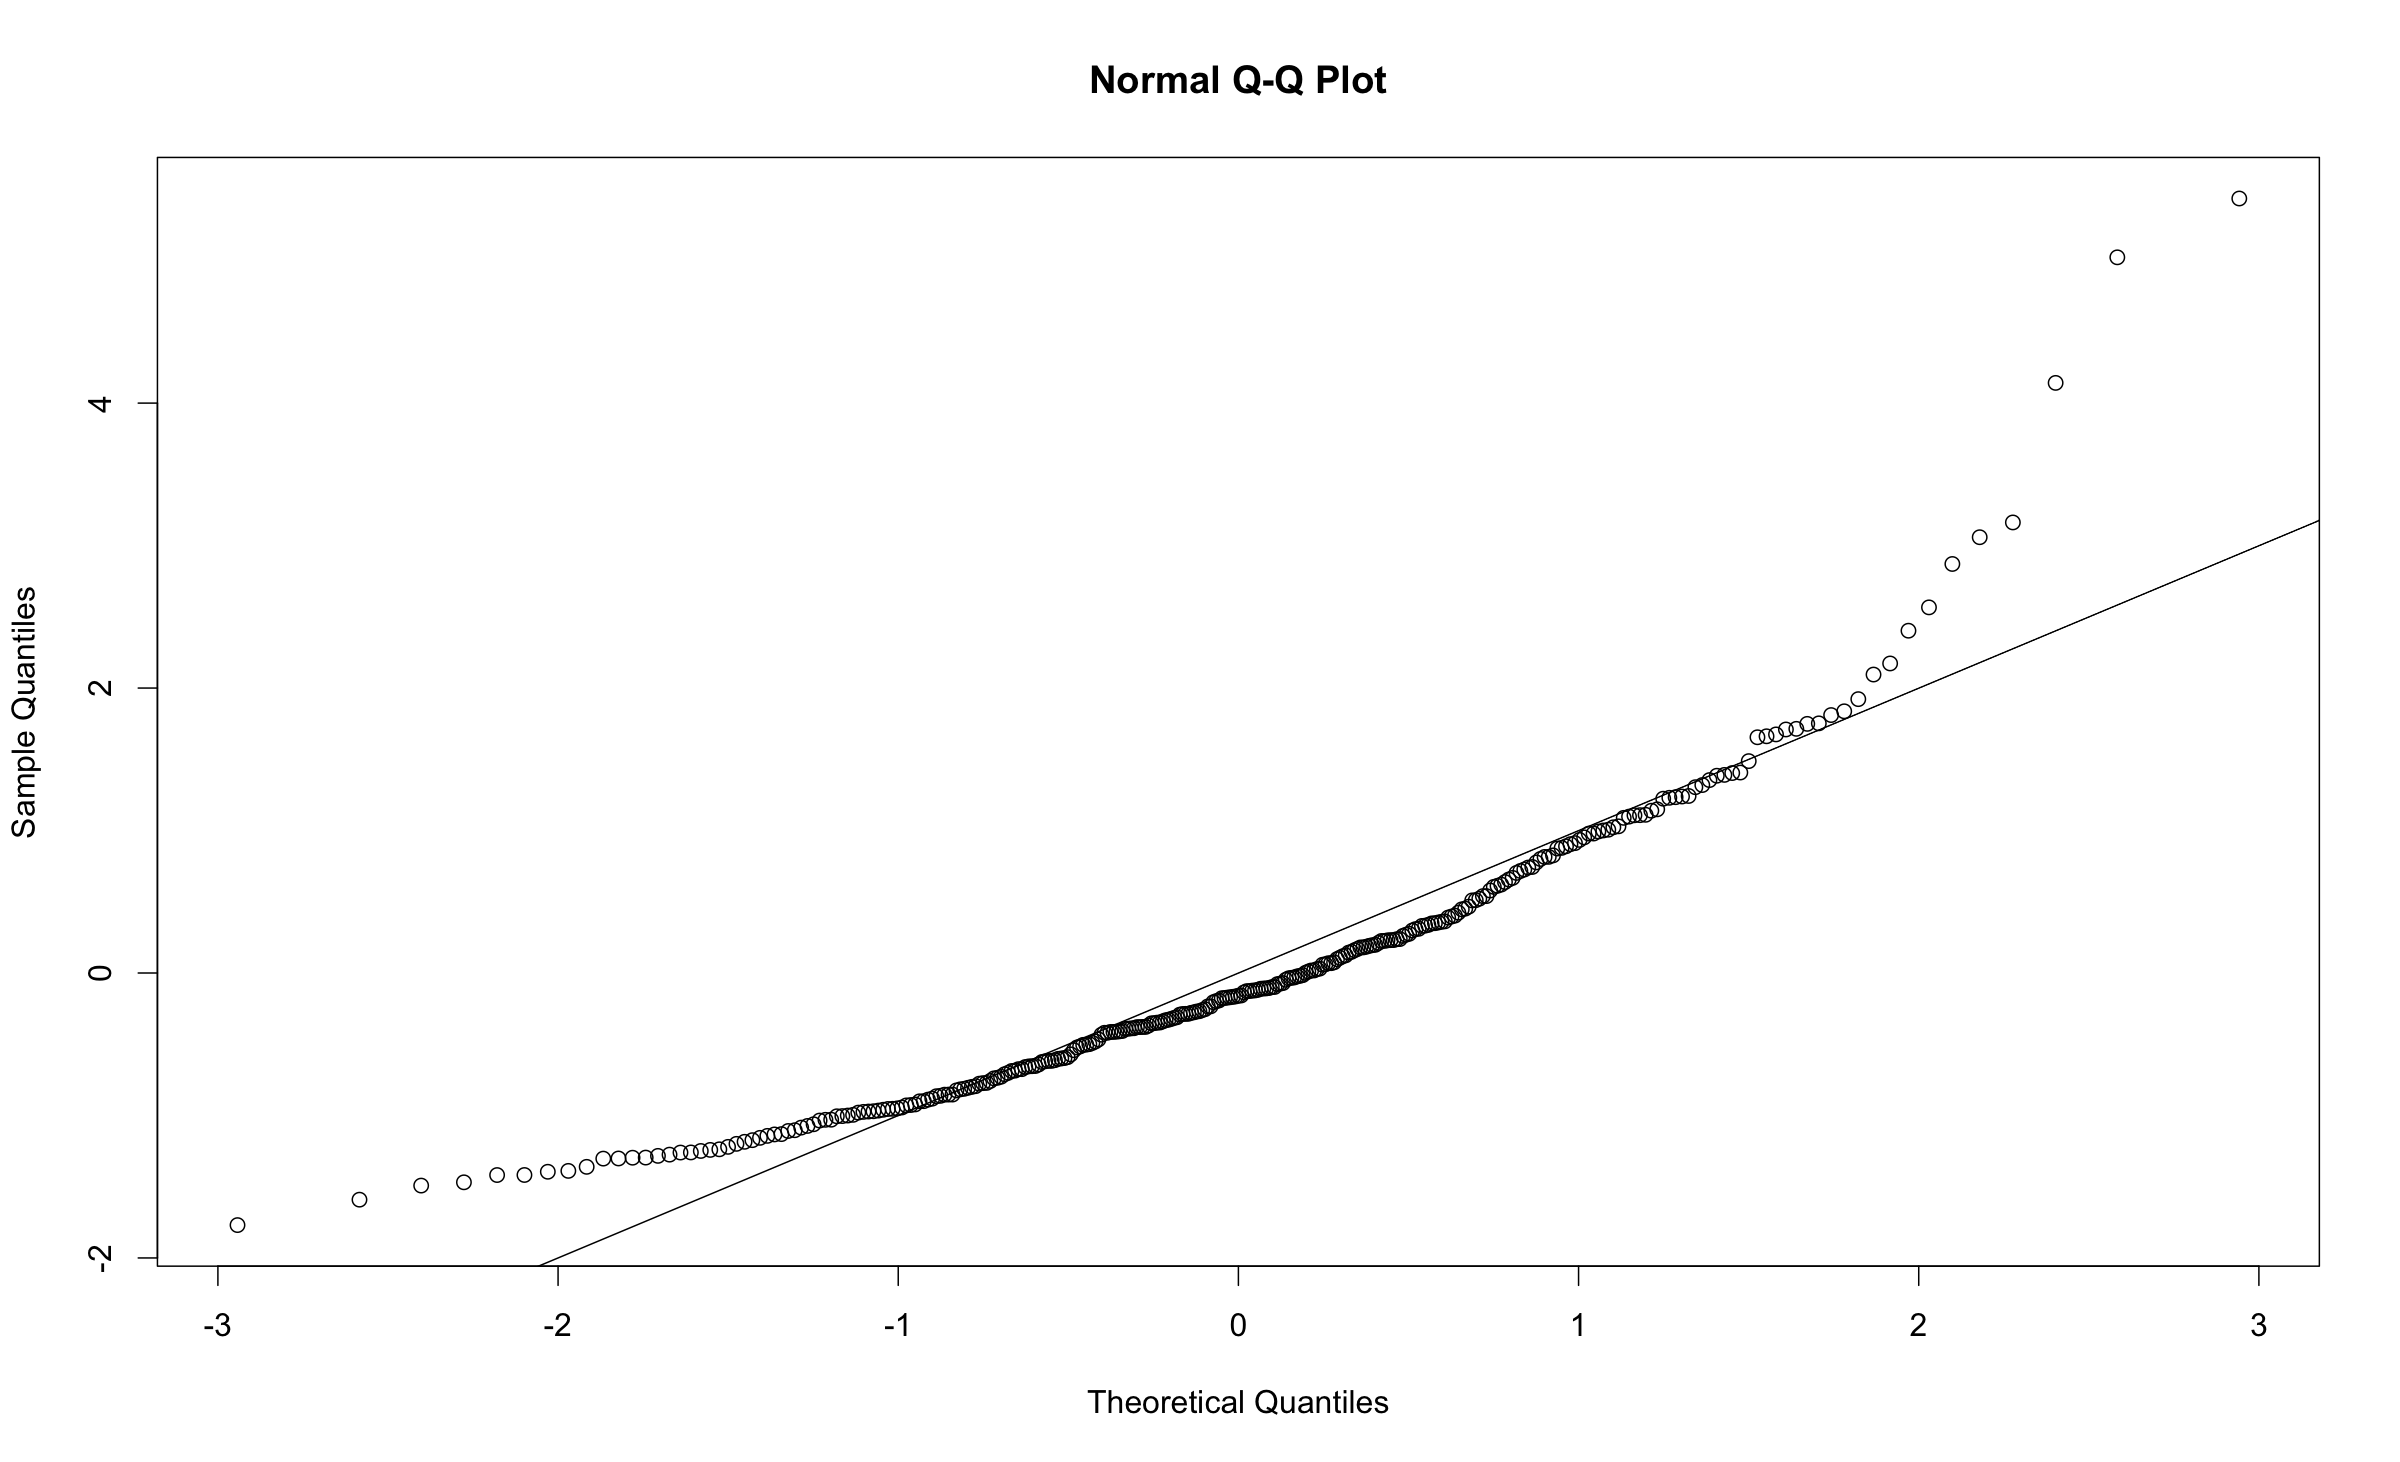 Normal Q-Q Plot
Sample Quantiles
4
2
0
-2
-3 -2 -1 0 1 2 3
Theoretical Quantiles